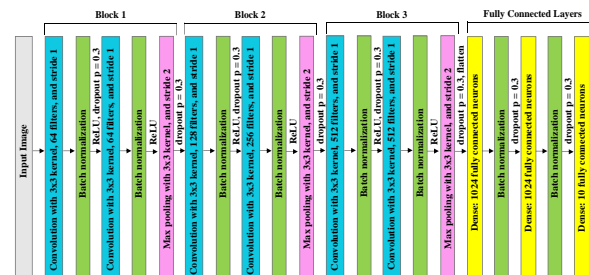 Block 1
Block 2
Block 3
Fully Connected Layers
Input Image
Convolution with 3x3 kernel, 64 filters, and stride 1
Batch normalization
ReLU, dropout p = 0.3
Convolution with 3x3 kernel, 64 filters, and stride 1
Batch normalization
ReLU
Max pooling with 3x3 kernel, and stride 2
dropout p = 0.3
Convolution with 3x3 kernel, 128 filters, and stride 1
Batch normalization
ReLU, dropout p = 0.3
Convolution with 3x3 kernel, 256 filters, and stride 1
Batch normalization
ReLU
Max pooling with 3x3 kernel, and stride 2
dropout p = 0.3
Convolution with 3x3 kernel, 512 filters, and stride 1
Batch normalization
ReLU, dropout p = 0.3
Convolution with 3x3 kernel, 512 filters, and stride 1
Batch normalization
ReLU
Max pooling with 3x3 kernel, and stride 2
dropout p = 0.3, flatten
Dense: 1024 fully connected neurons
Batch normalization
dropout p = 0.3
Dense: 1024 fully connected neurons
Batch normalization
dropout p = 0.3
Dense: 10 fully connected neurons